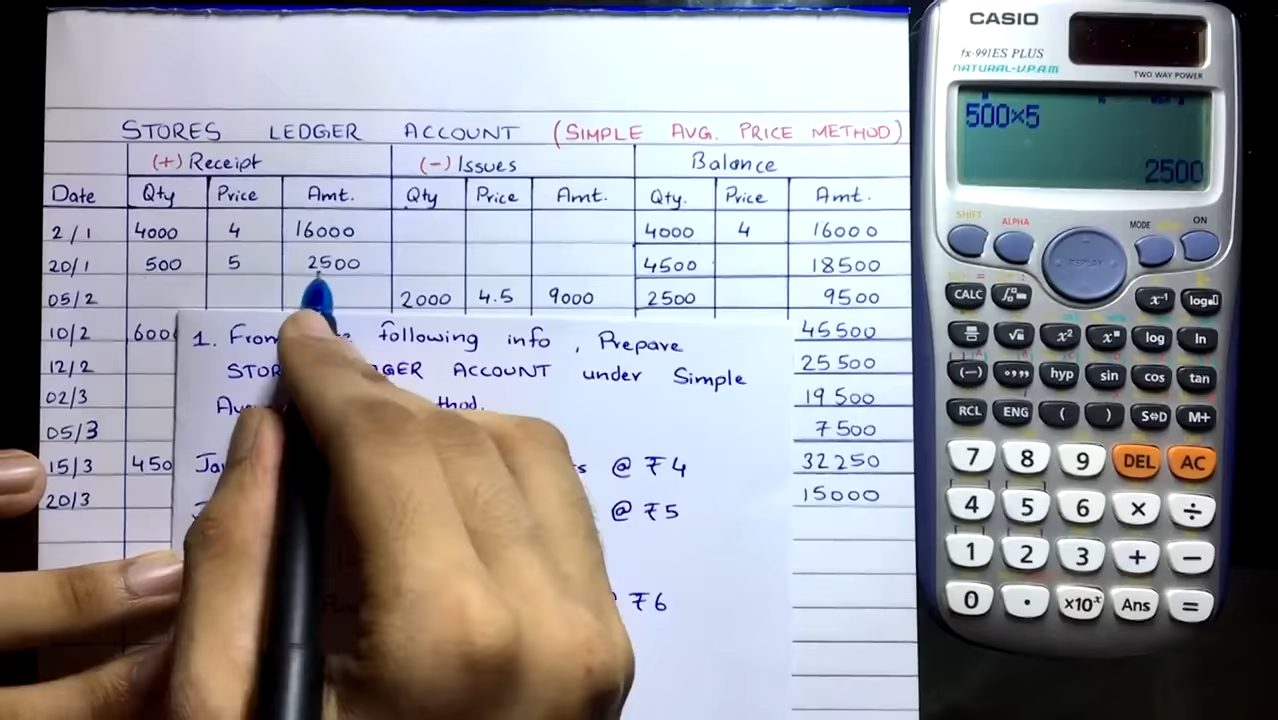 CASIO
fx-991ES PLUS
NATURAL-V.P.A.M.
TWO WAY POWER
500×5
2500
STORES LEDGER ACCOUNT (SIMPLE AVG. PRICE METHOD)
(+) Receipt (-) Issues Balance
Date Qty Price Amt. Qty Price Amt. Qty. Price Amt.
2/1 4000 4 16000 4000 4 16000
20/1 500 5 2500 4500 18500
05/2 2000 4.5 9000 2500 9500
10/2 45500
12/2 25500
02/3 19500
05/3 7500
15/3 32250
20/3 15000
1. From following info, Prepare
ACCOUNT under Simple
@ ₹4
@ ₹5
₹6
SHIFT ALPHA MODE ON
REPLAY
CALC x⁻¹ log
x² log ln
(−) hyp sin cos tan
RCL ENG ( ) S⇔D M+
7 8 9 DEL AC
4 5 6 × ÷
1 2 3 + −
0 . ×10ˣ Ans =